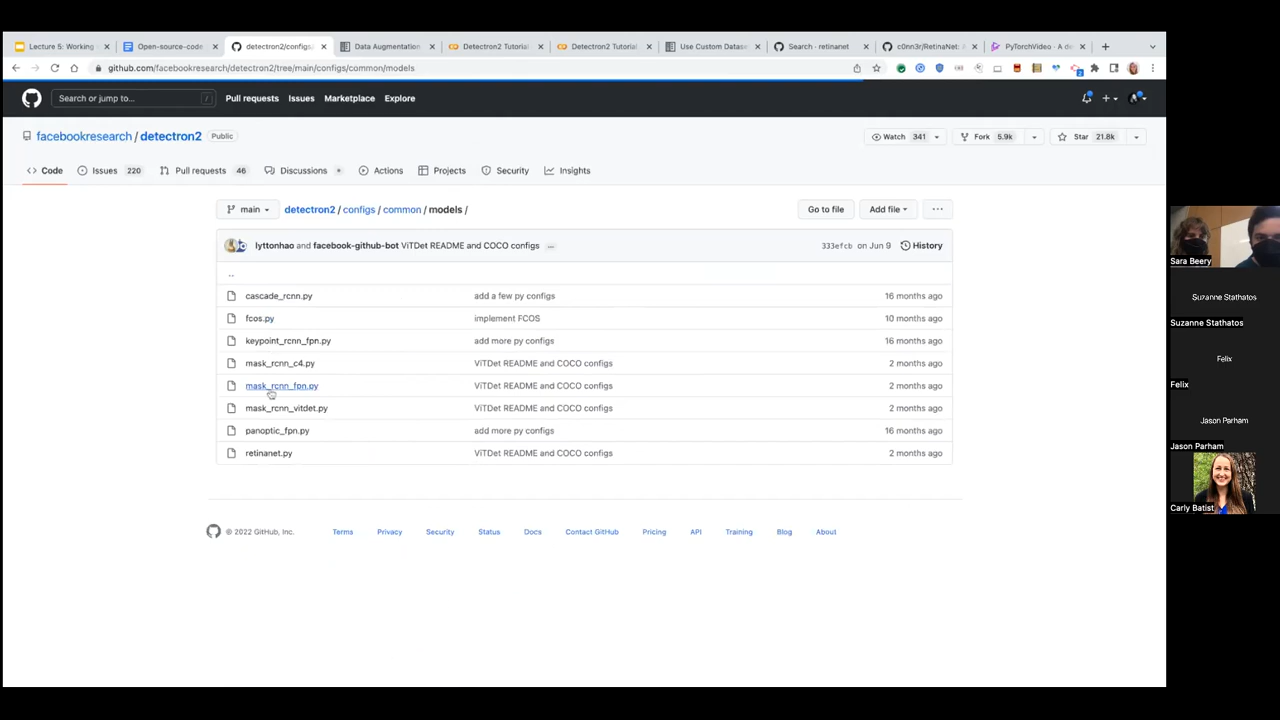 Lecture 5: Working
Open-source-code
detectron2/configs/
Data Augmentation
Detectron2 Tutorial
Detectron2 Tutorial
Use Custom Datase
Search · retinanet
c0nn3r/RetinaNet: A
PyTorchVideo · A de
github.com/facebookresearch/detectron2/tree/main/configs/common/models
Search or jump to...
/
Pull requests
Issues
Marketplace
Explore
facebookresearch / detectron2
Public
Watch 341
Fork 5.9k
Star 21.8k
Code
Issues 220
Pull requests 46
Discussions
Actions
Projects
Security
Insights
main
detectron2 / configs / common / models /
Go to file
Add file
lyttonhao and facebook-github-bot ViTDet README and COCO configs ...
333efcb on Jun 9
History
..
cascade_rcnn.py add a few py configs 16 months ago
fcos.py implement FCOS 10 months ago
keypoint_rcnn_fpn.py add more py configs 16 months ago
mask_rcnn_c4.py ViTDet README and COCO configs 2 months ago
mask_rcnn_fpn.py ViTDet README and COCO configs 2 months ago
mask_rcnn_vitdet.py ViTDet README and COCO configs 2 months ago
panoptic_fpn.py add more py configs 16 months ago
retinanet.py ViTDet README and COCO configs 2 months ago
© 2022 GitHub, Inc.
Terms
Privacy
Security
Status
Docs
Contact GitHub
Pricing
API
Training
Blog
About
Sara Beery
Suzanne Stathatos
Suzanne Stathatos
Felix
Felix
Jason Parham
Jason Parham
Carly Batist